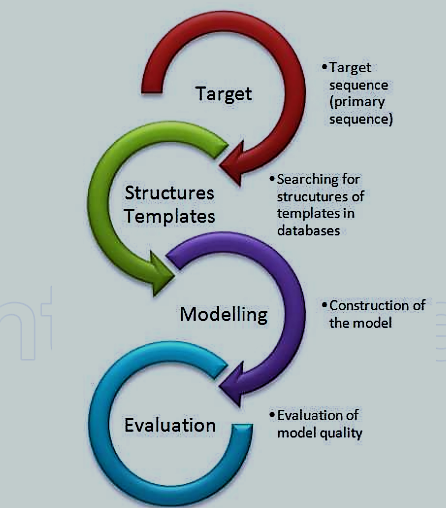 Target
•Target
sequence
(primary
sequence)
Structures
Templates
•Searching for
strucutures of
templates in
databases
Modelling
•Construction of
the model
Evaluation
•Evaluation of
model quality